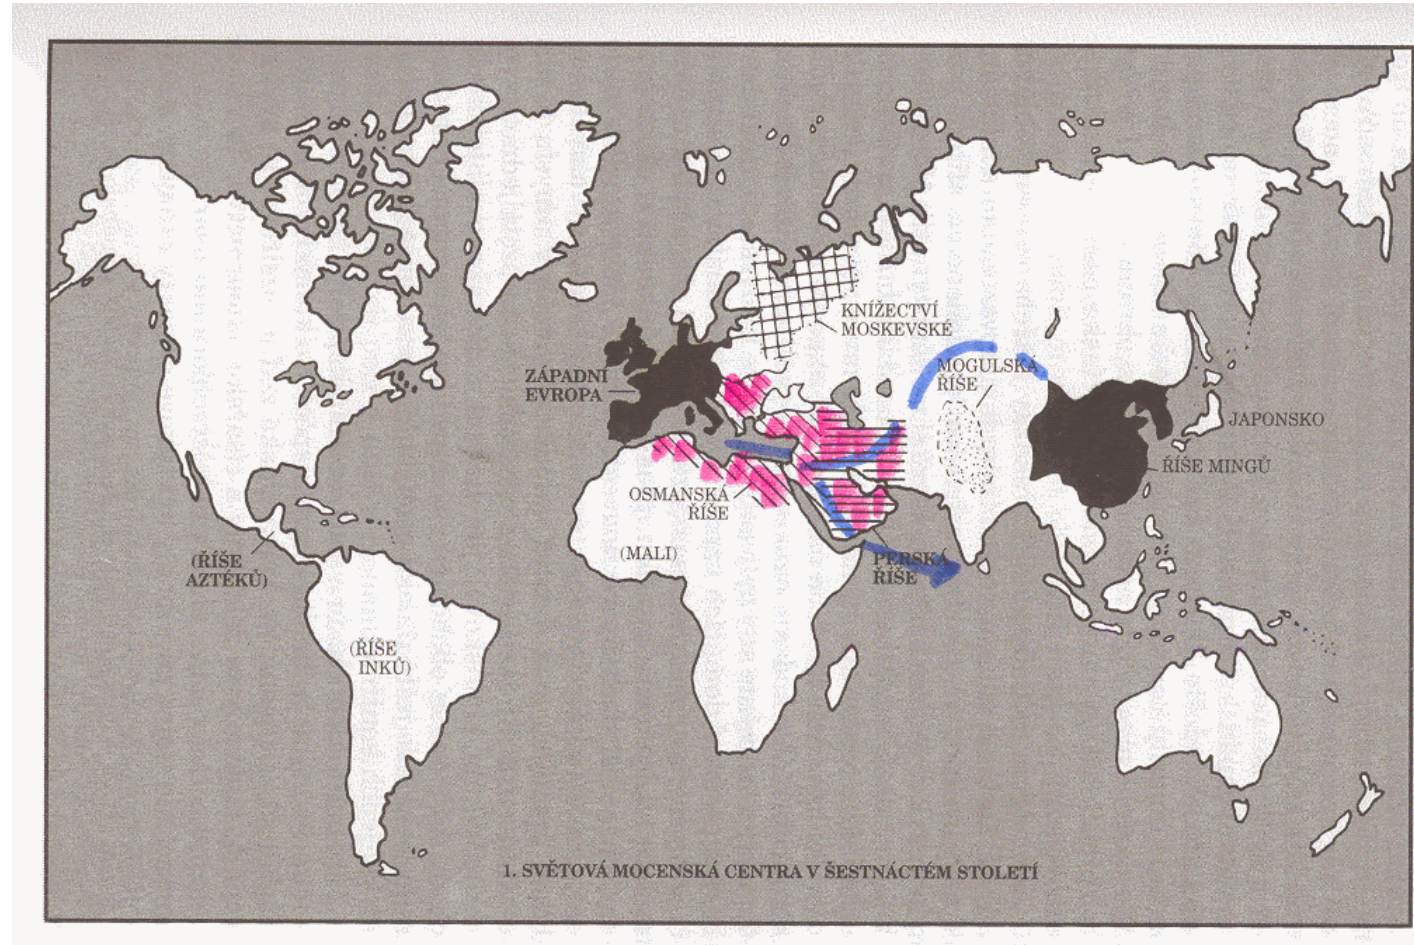 KNÍŽECTVÍ
MOSKEVSKÉ
ZÁPADNÍ
EVROPA
MOGULSKÁ
ŘÍŠE
JAPONSKO
ŘÍŠE MINGŮ
OSMANSKÁ
ŘÍŠE
(MALI)
PERSKÁ
ŘÍŠE
(ŘÍŠE
AZTÉKŮ)
(ŘÍŠE
INKŮ)
1. SVĚTOVÁ MOCENSKÁ CENTRA V ŠESTNÁCTÉM STOLETÍ